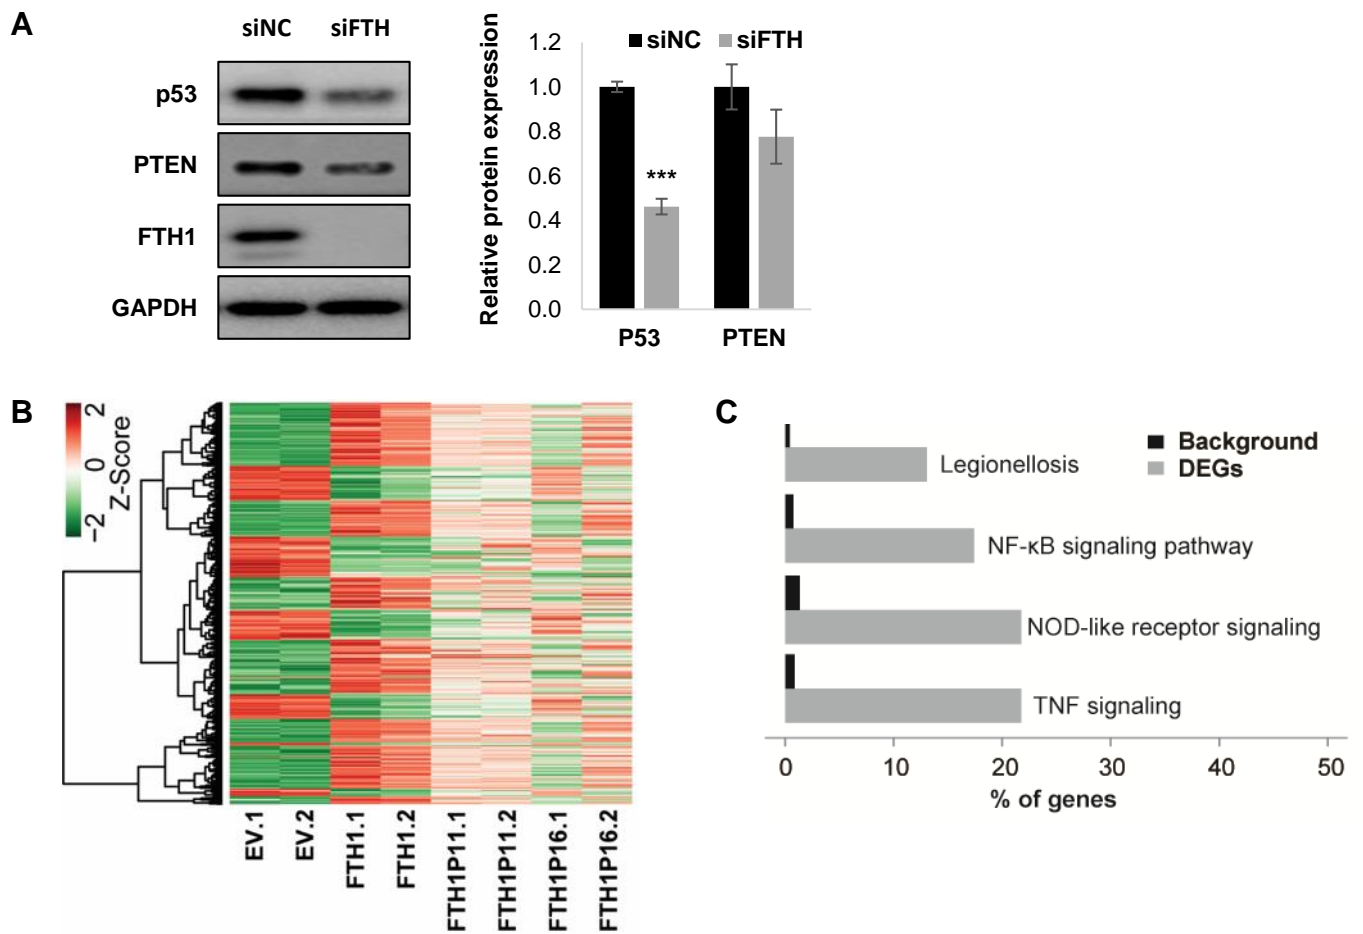 A
siNC siFTH
p53
PTEN
FTH1
GAPDH
Relative protein expression
siNC siFTH
1.2
1.0
0.8
0.6
0.4
0.2
0.0
***
P53 PTEN
B
2
0
−2
Z-Score
EV.1
EV.2
FTH1.1
FTH1.2
FTH1P11.1
FTH1P11.2
FTH1P16.1
FTH1P16.2
C
Background
DEGs
Legionellosis
NF-κB signaling pathway
NOD-like receptor signaling
TNF signaling
0 10 20 30 40 50
% of genes